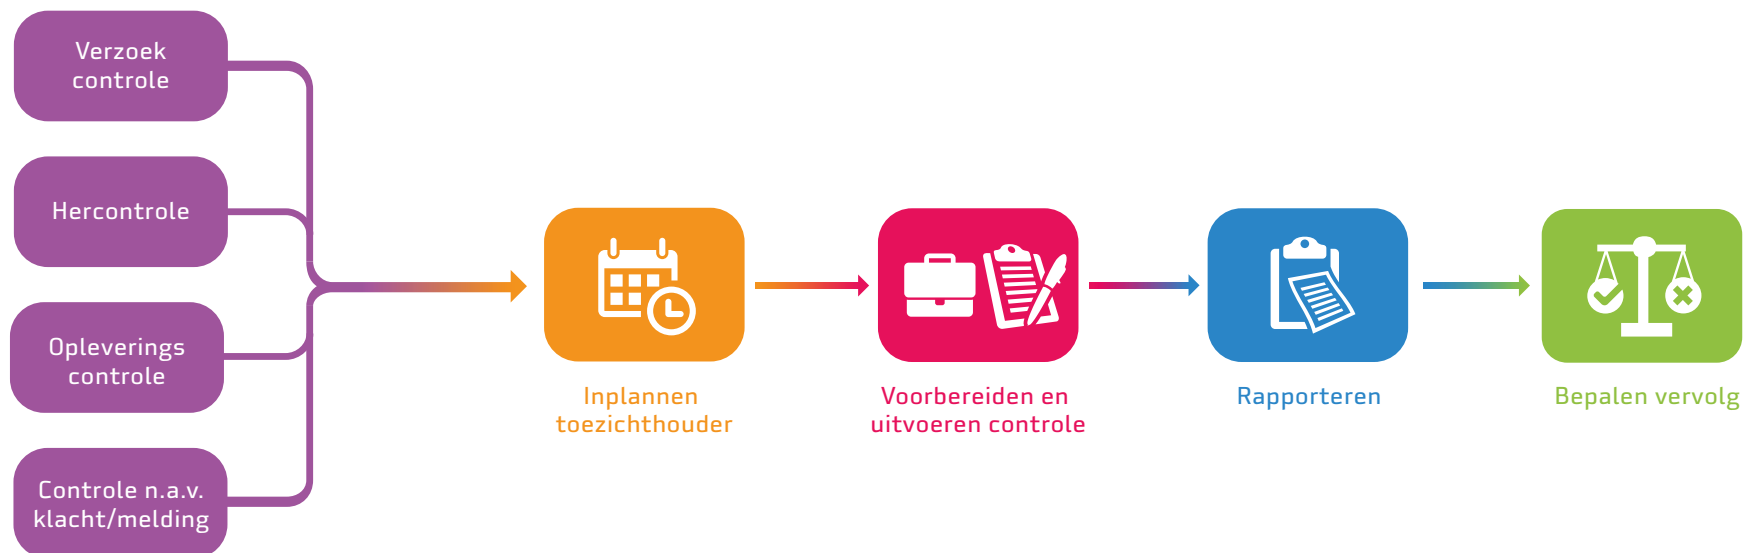 Verzoek
controle
Hercontrole
Opleverings
controle
Controle n.a.v.
klacht/melding
Inplannen
toezichthouder
Voorbereiden en
uitvoeren controle
Rapporteren
Bepalen vervolg